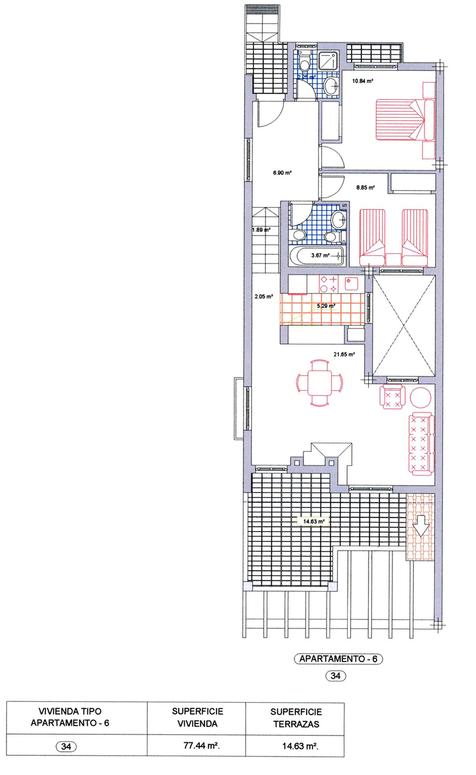 10.84 m²
6.90 m²
8.85 m²
1.89 m²
3.67 m²
2.05 m²
5.29 m²
21.65 m²
14.63 m²
APARTAMENTO - 6
34
VIVIENDA TIPO APARTAMENTO - 6
SUPERFICIE VIVIENDA
SUPERFICIE TERRAZAS
34
77.44 m².
14.63 m².